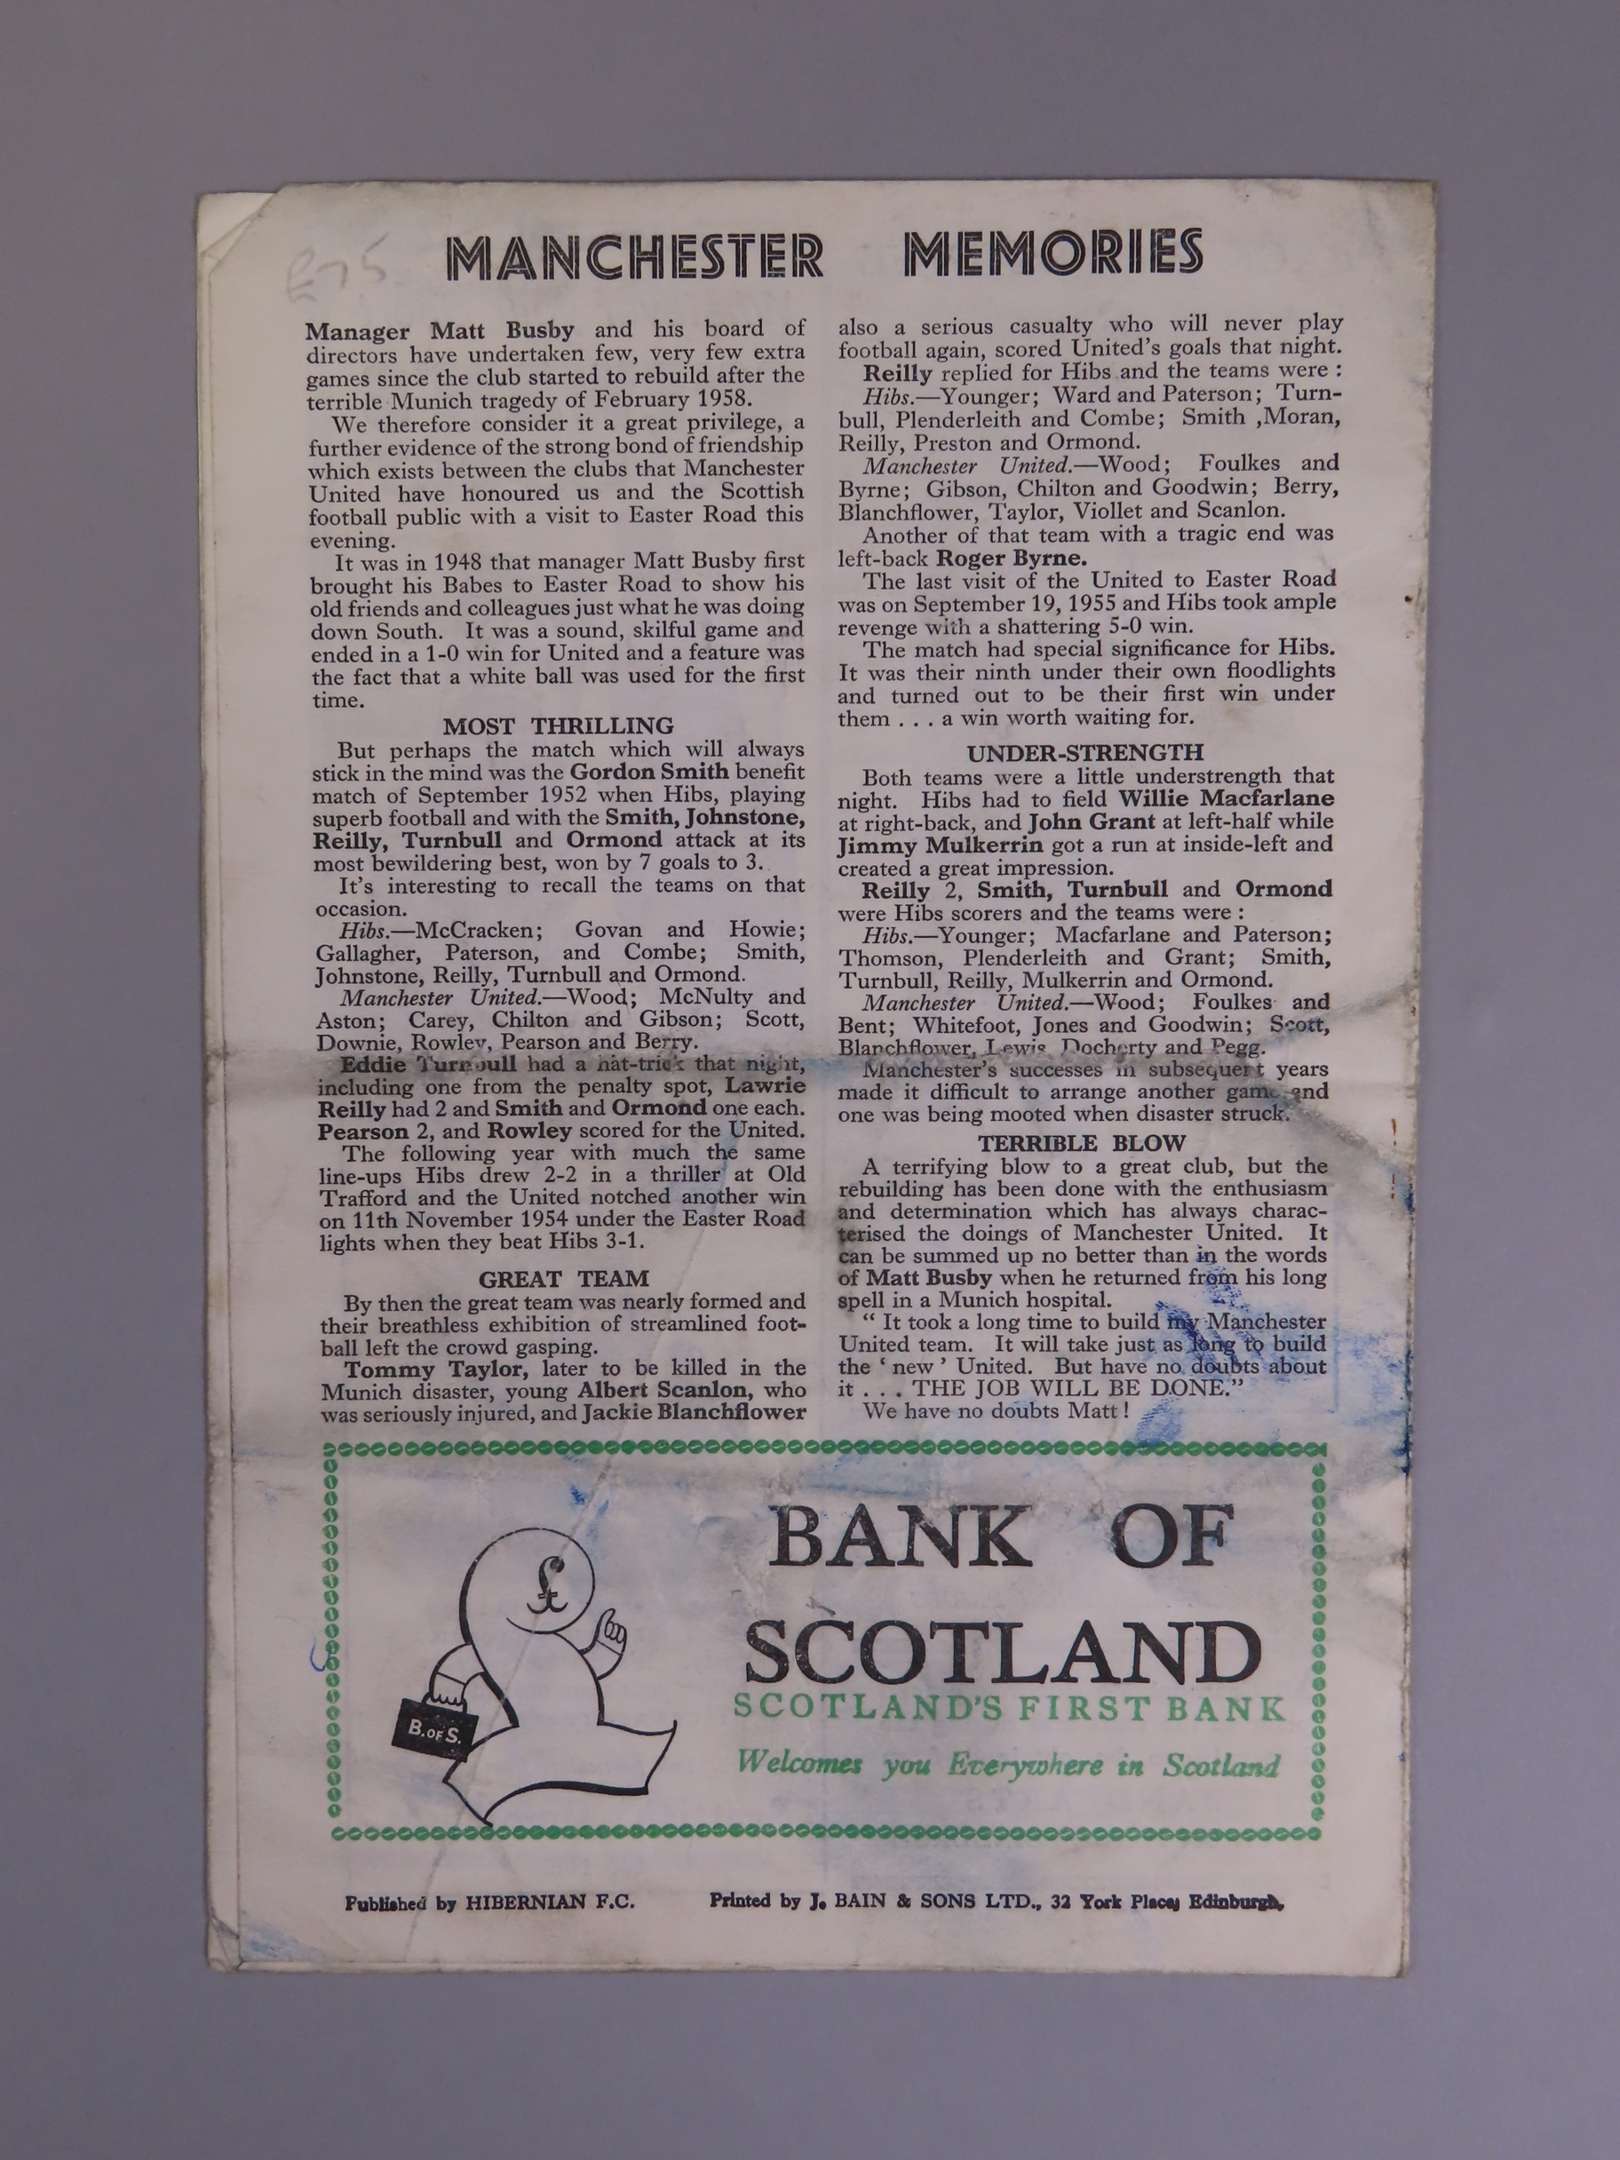 £75
MANCHESTER MEMORIES
Manager Matt Busby and his board of
directors have undertaken few, very few extra
games since the club started to rebuild after the
terrible Munich tragedy of February 1958.
We therefore consider it a great privilege, a
further evidence of the strong bond of friendship
which exists between the clubs that Manchester
United have honoured us and the Scottish
football public with a visit to Easter Road this
evening.
It was in 1948 that manager Matt Busby first
brought his Babes to Easter Road to show his
old friends and colleagues just what he was doing
down South. It was a sound, skilful game and
ended in a 1-0 win for United and a feature was
the fact that a white ball was used for the first
time.
MOST THRILLING
But perhaps the match which will always
stick in the mind was the Gordon Smith benefit
match of September 1952 when Hibs, playing
superb football and with the Smith, Johnstone,
Reilly, Turnbull and Ormond attack at its
most bewildering best, won by 7 goals to 3.
It's interesting to recall the teams on that
occasion.
Hibs.—McCracken; Govan and Howie;
Gallagher, Paterson, and Combe; Smith,
Johnstone, Reilly, Turnbull and Ormond.
Manchester United.—Wood; McNulty and
Aston; Carey, Chilton and Gibson; Scott,
Downie, Rowley, Pearson and Berry.
Eddie Turnbull had a hat-trick that night,
including one from the penalty spot, Lawrie
Reilly had 2 and Smith and Ormond one each.
Pearson 2, and Rowley scored for the United.
The following year with much the same
line-ups Hibs drew 2-2 in a thriller at Old
Trafford and the United notched another win
on 11th November 1954 under the Easter Road
lights when they beat Hibs 3-1.
GREAT TEAM
By then the great team was nearly formed and
their breathless exhibition of streamlined foot-
ball left the crowd gasping.
Tommy Taylor, later to be killed in the
Munich disaster, young Albert Scanlon, who
was seriously injured, and Jackie Blanchflower
also a serious casualty who will never play
football again, scored United's goals that night.
Reilly replied for Hibs and the teams were :
Hibs.—Younger; Ward and Paterson; Turn-
bull, Plenderleith and Combe; Smith ,Moran,
Reilly, Preston and Ormond.
Manchester United.—Wood; Foulkes and
Byrne; Gibson, Chilton and Goodwin; Berry,
Blanchflower, Taylor, Viollet and Scanlon.
Another of that team with a tragic end was
left-back Roger Byrne.
The last visit of the United to Easter Road
was on September 19, 1955 and Hibs took ample
revenge with a shattering 5-0 win.
The match had special significance for Hibs.
It was their ninth under their own floodlights
and turned out to be their first win under
them . . . a win worth waiting for.
UNDER-STRENGTH
Both teams were a little understrength that
night. Hibs had to field Willie Macfarlane
at right-back, and John Grant at left-half while
Jimmy Mulkerrin got a run at inside-left and
created a great impression.
Reilly 2, Smith, Turnbull and Ormond
were Hibs scorers and the teams were :
Hibs.—Younger; Macfarlane and Paterson;
Thomson, Plenderleith and Grant; Smith,
Turnbull, Reilly, Mulkerrin and Ormond.
Manchester United.—Wood; Foulkes and
Bent; Whitefoot, Jones and Goodwin; Scott,
Blanchflower, Lewis, Docherty and Pegg.
Manchester's successes in subsequent years
made it difficult to arrange another game and
one was being mooted when disaster struck.
TERRIBLE BLOW
A terrifying blow to a great club, but the
rebuilding has been done with the enthusiasm
and determination which has always charac-
terised the doings of Manchester United. It
can be summed up no better than in the words
of Matt Busby when he returned from his long
spell in a Munich hospital.
“ It took a long time to build my Manchester
United team. It will take just as long to build
the ‘ new ’ United. But have no doubts about
it . . . THE JOB WILL BE DONE.”
We have no doubts Matt !
£
B. OF S.
BANK OF
SCOTLAND
SCOTLAND'S FIRST BANK
Welcomes you Everywhere in Scotland
Published by HIBERNIAN F.C. Printed by J. BAIN & SONS LTD., 32 York Place, Edinburgh.